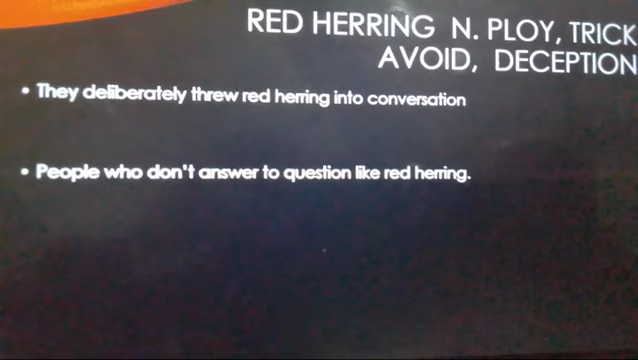 RED HERRING N. PLOY, TRICK
AVOID, DECEPTION
• They deliberately threw red herring into conversation
• People who don't answer to question like red herring.